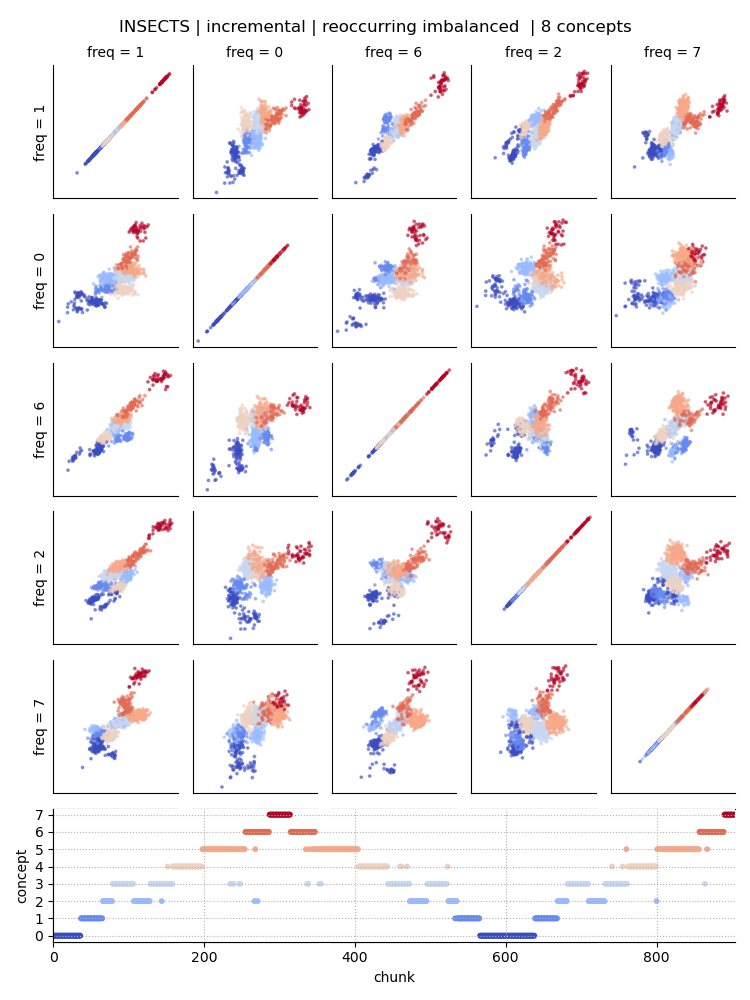 INSECTS | incremental | reoccurring imbalanced  | 8 concepts
freq = 1
freq = 0
freq = 6
freq = 2
freq = 7
freq = 1
freq = 0
freq = 6
freq = 2
freq = 7
concept
7
6
5
4
3
2
1
0
0
200
400
600
800
chunk